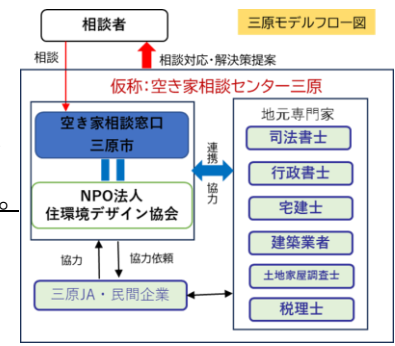 相談者
三原モデルフロー図
相談
相談対応・解決策提案
仮称：空き家相談センター三原
空き家相談窓口
三原市
NPO法人
住環境デザイン協会
連携
協力
地元専門家
司法書士
行政書士
宅建士
建築業者
土地家屋調査士
税理士
協力
協力依頼
三原JA・民間企業
。